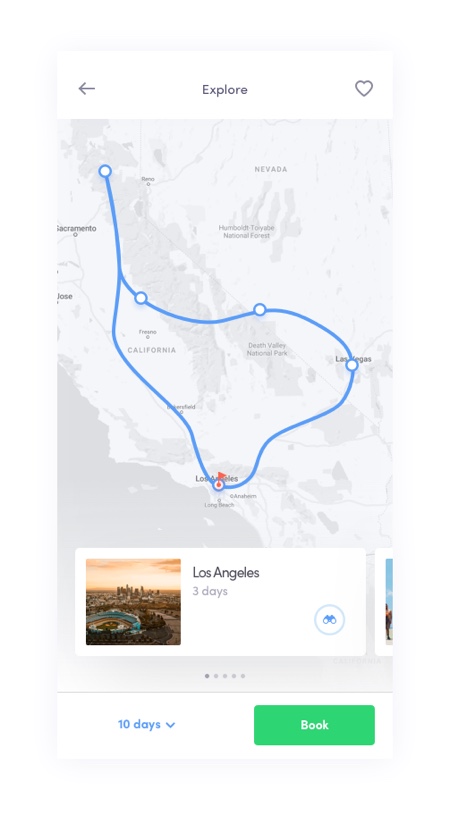 Explore
NEVADA
Reno
Sacramento
Humboldt-Toiyabe
National Forest
Jose
Fresno
CALIFORNIA
Death Valley
National Park
Las Vegas
Bakersfield
Los Angeles
Anaheim
Long Beach
Los Angeles
3 days
10 days
Book